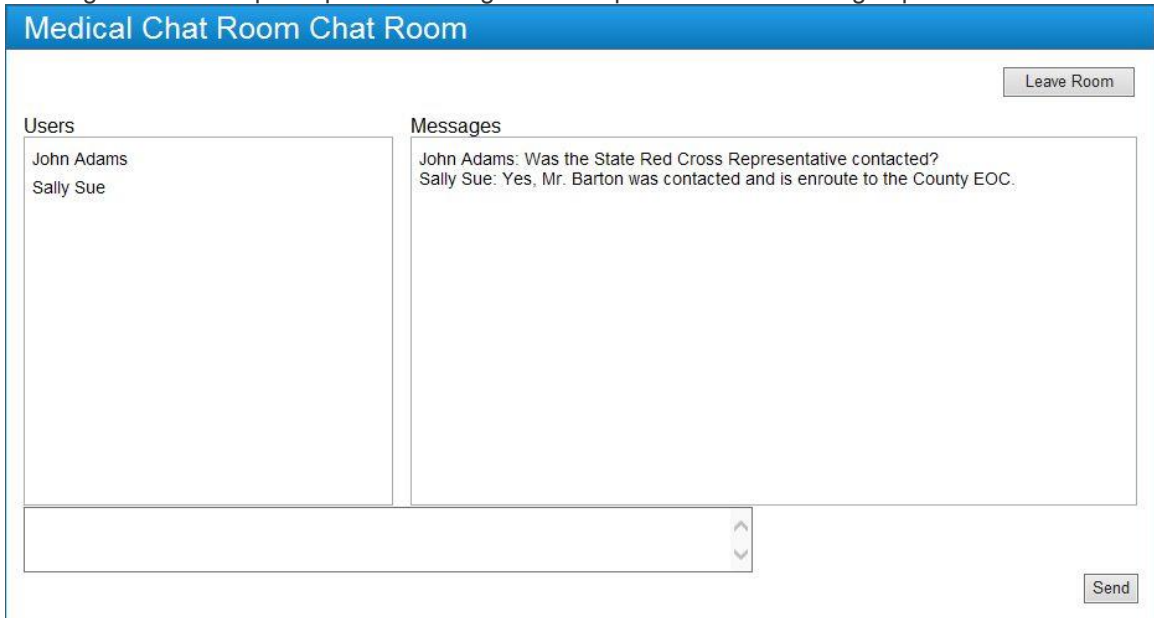 Medical Chat Room Chat Room
Leave Room
Users
Messages
John Adams
Sally Sue
John Adams: Was the State Red Cross Representative contacted?
Sally Sue: Yes, Mr. Barton was contacted and is enroute to the County EOC.
Send